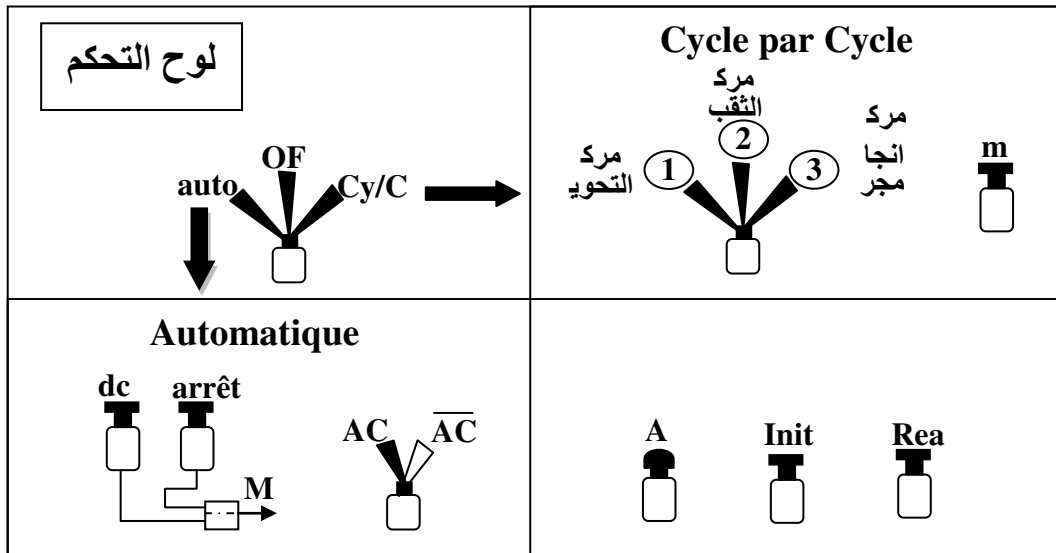 لوح التحكم
OF
auto
Cy/C
Cycle par Cycle
مرك
الثقب
مرك
التحوي
1
2
3
مرك
انجا
مجر
m
Automatique
dc
arrêt
M
AC
A̅C̅
A
Init
Rea